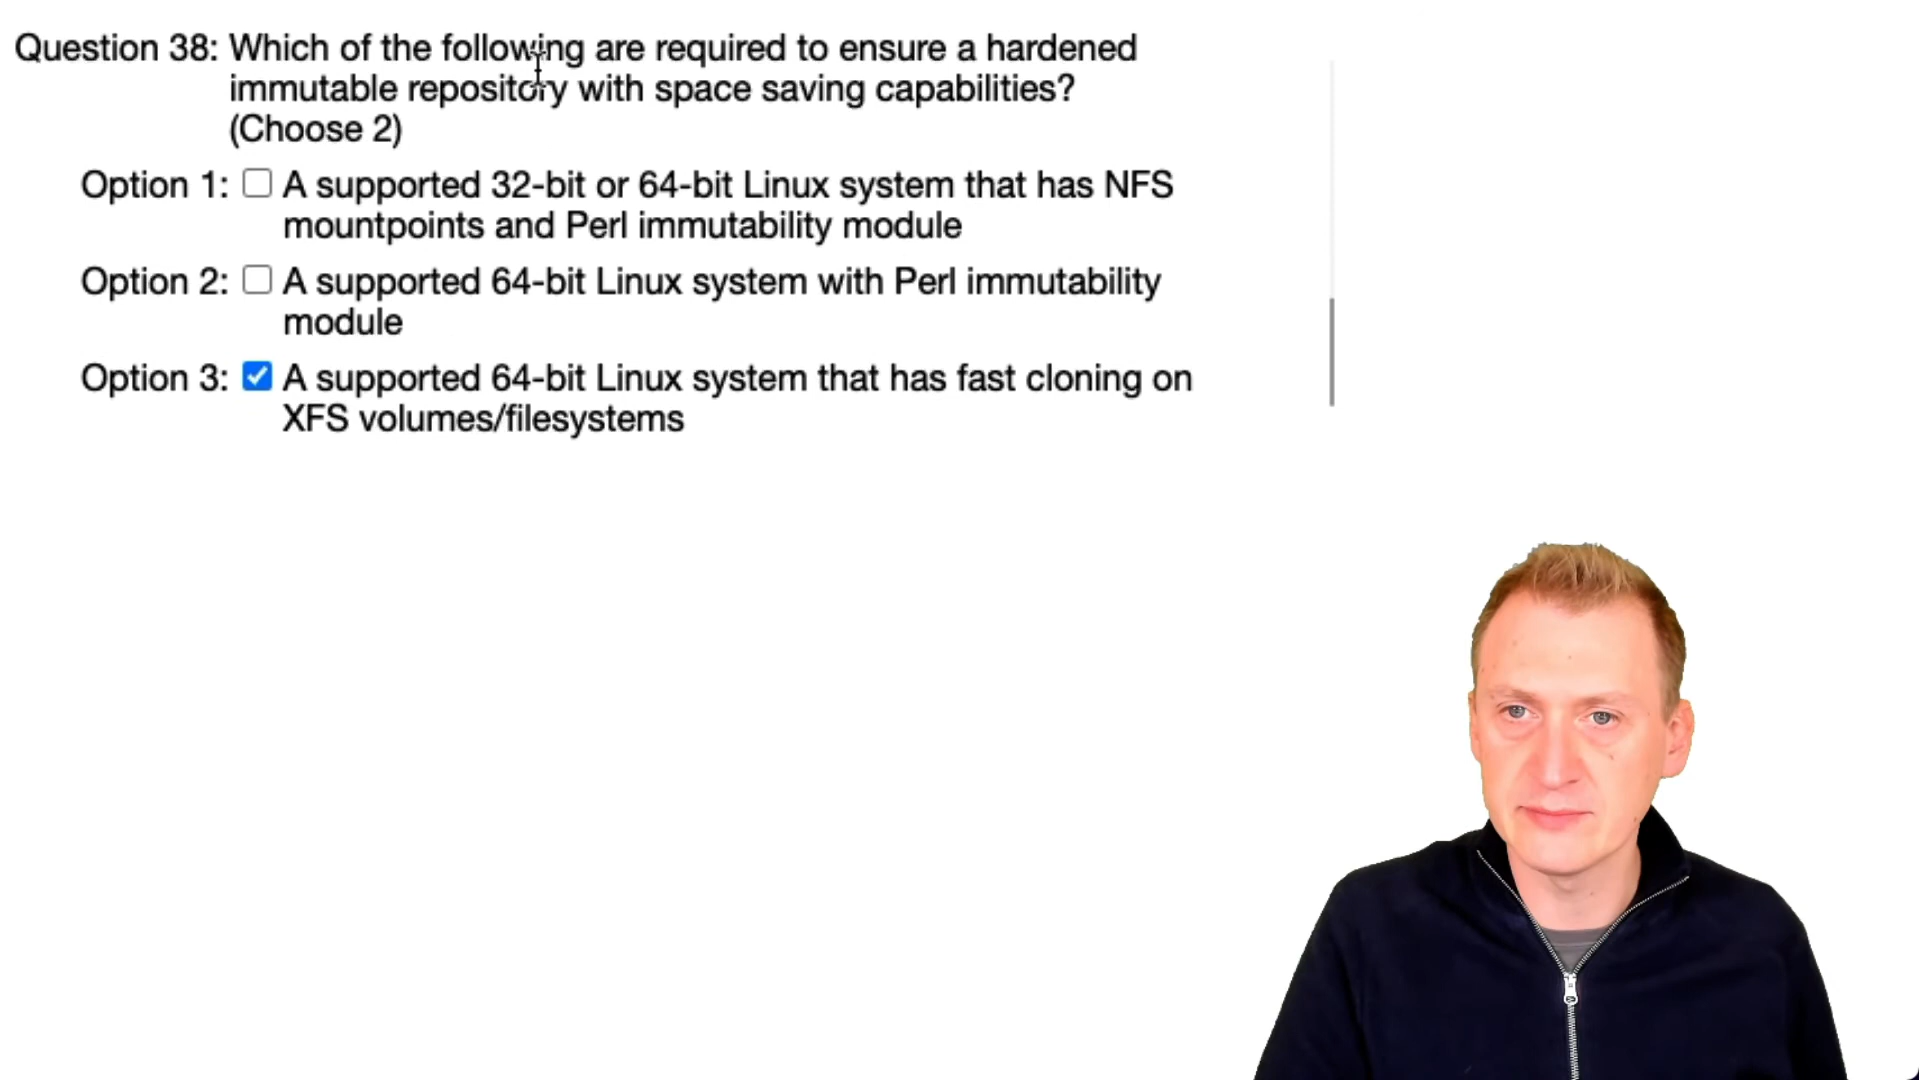 Question 38: Which of the following are required to ensure a hardened
immutable repository with space saving capabilities?
(Choose 2)
Option 1: A supported 32-bit or 64-bit Linux system that has NFS
mountpoints and Perl immutability module
Option 2: A supported 64-bit Linux system with Perl immutability
module
Option 3: A supported 64-bit Linux system that has fast cloning on
XFS volumes/filesystems